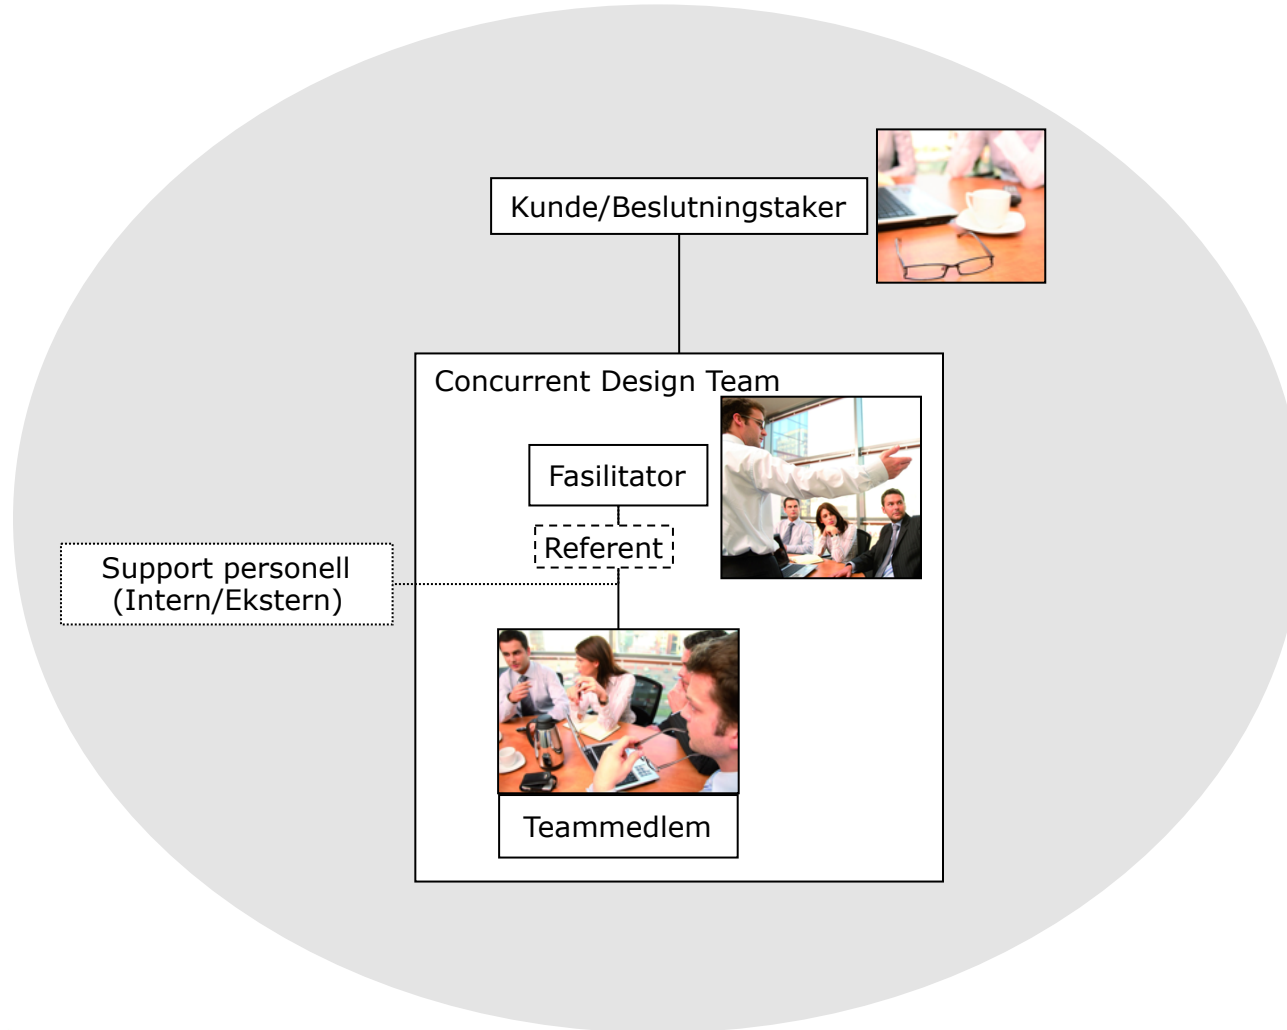 Kunde/Beslutningstaker
Concurrent Design Team
Fasilitator
Referent
Support personell
(Intern/Ekstern)
Teammedlem